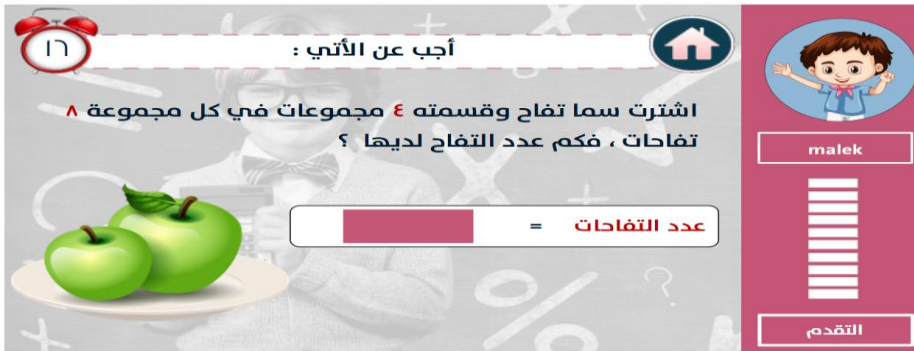 ١٦
أجب عن الأتي :
اشترت سما تفاح وقسمته ٤ مجموعات في كل مجموعة ٨
تفاحات ، فكم عدد التفاح لديها ؟
عدد التفاحات =
malek
التقدم